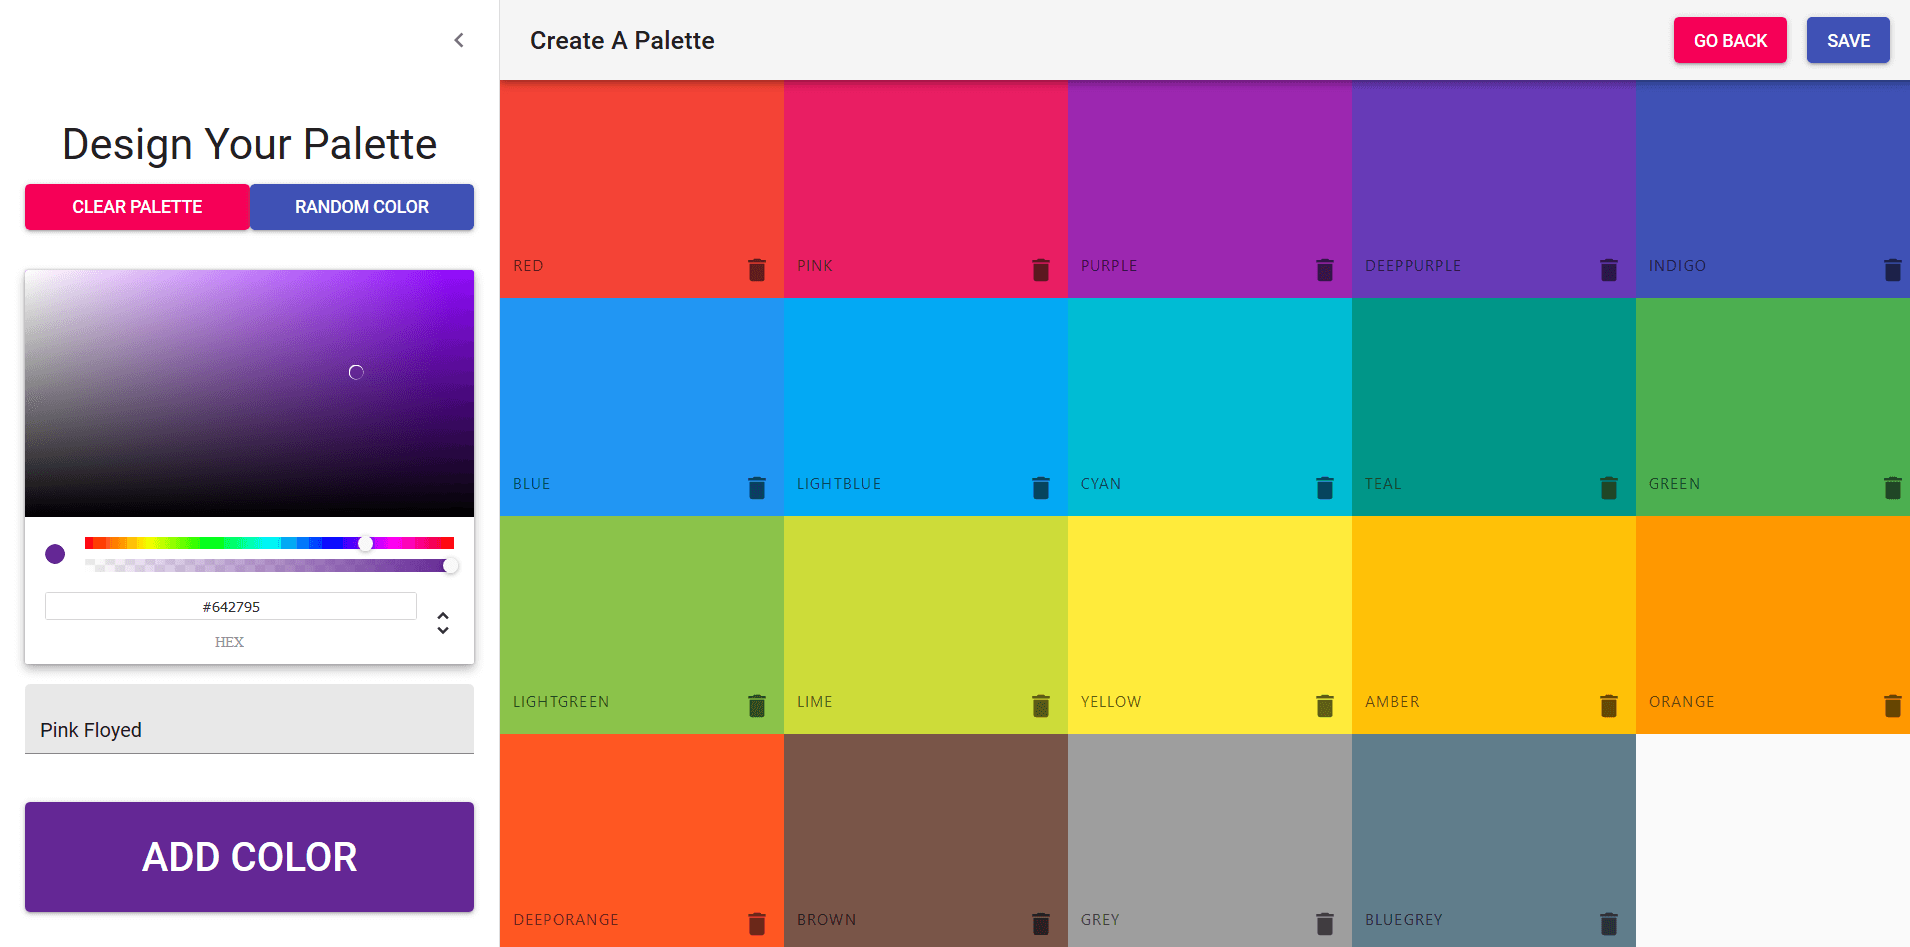 Create A Palette
GO BACK
SAVE
Design Your Palette
CLEAR PALETTE
RANDOM COLOR
#642795
HEX
Pink Floyed
ADD COLOR
RED
PINK
PURPLE
DEEPPURPLE
INDIGO
BLUE
LIGHTBLUE
CYAN
TEAL
GREEN
LIGHTGREEN
LIME
YELLOW
AMBER
ORANGE
DEEPORANGE
BROWN
GREY
BLUEGREY